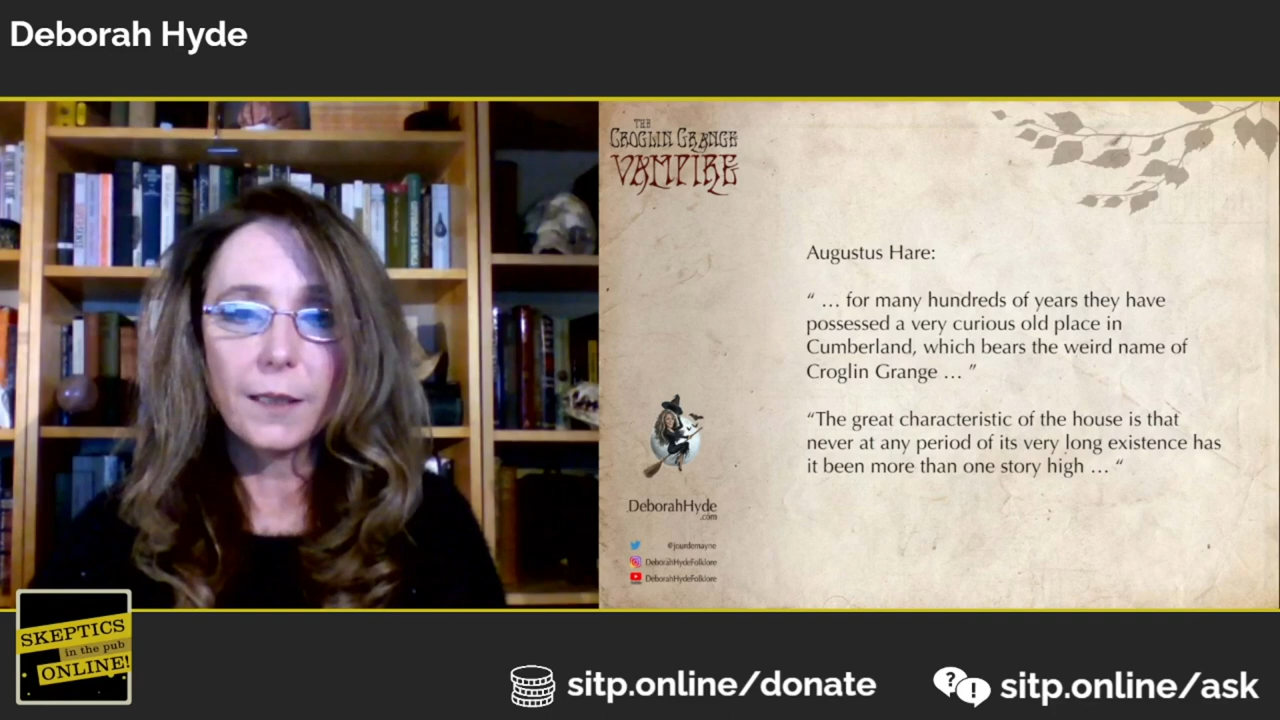 Deborah Hyde
THE
CROGLIN GRANGE
VAMPIRE
Augustus Hare:
“ … for many hundreds of years they have
possessed a very curious old place in
Cumberland, which bears the weird name of
Croglin Grange … ”
“The great characteristic of the house is that
never at any period of its very long existence has
it been more than one story high … “
DeborahHyde
.com
@jourdemayne
DeborahHydeFolklore
DeborahHydeFolklore
SKEPTICS
in the pub
ONLINE!
sitp.online/donate
? !
sitp.online/ask